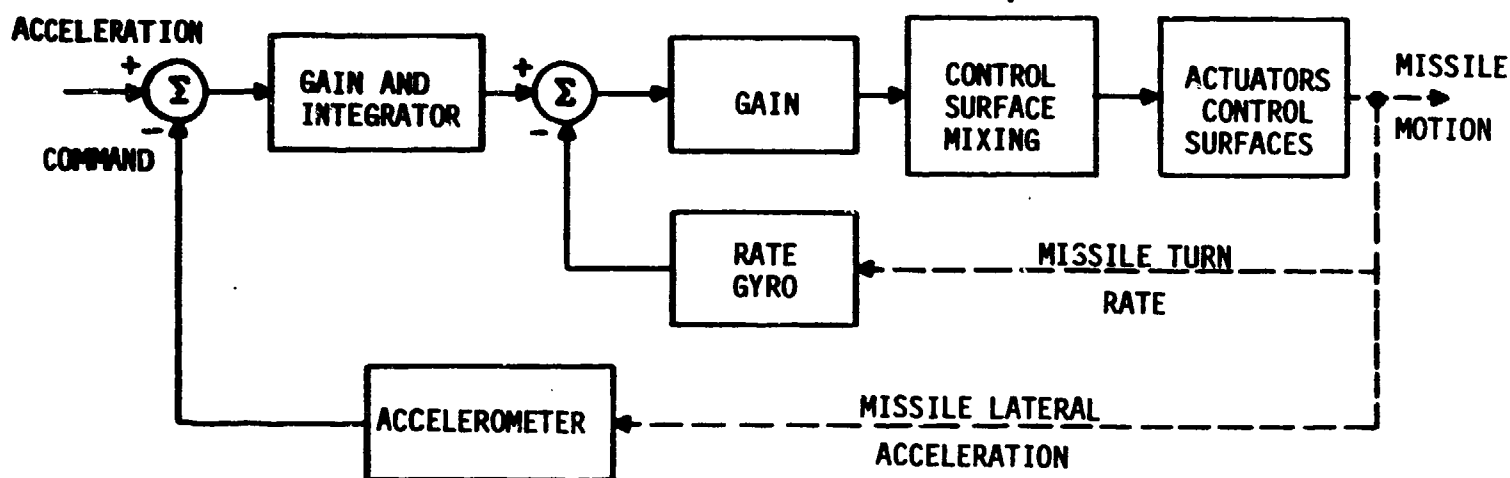 ACCELERATION
+
Σ
-
COMMAND
GAIN AND
INTEGRATOR
+
Σ
-
GAIN
CONTROL
SURFACE
MIXING
ACTUATORS
CONTROL
SURFACES
MISSILE
MOTION
RATE
GYRO
MISSILE TURN
RATE
ACCELEROMETER
MISSILE LATERAL
ACCELERATION